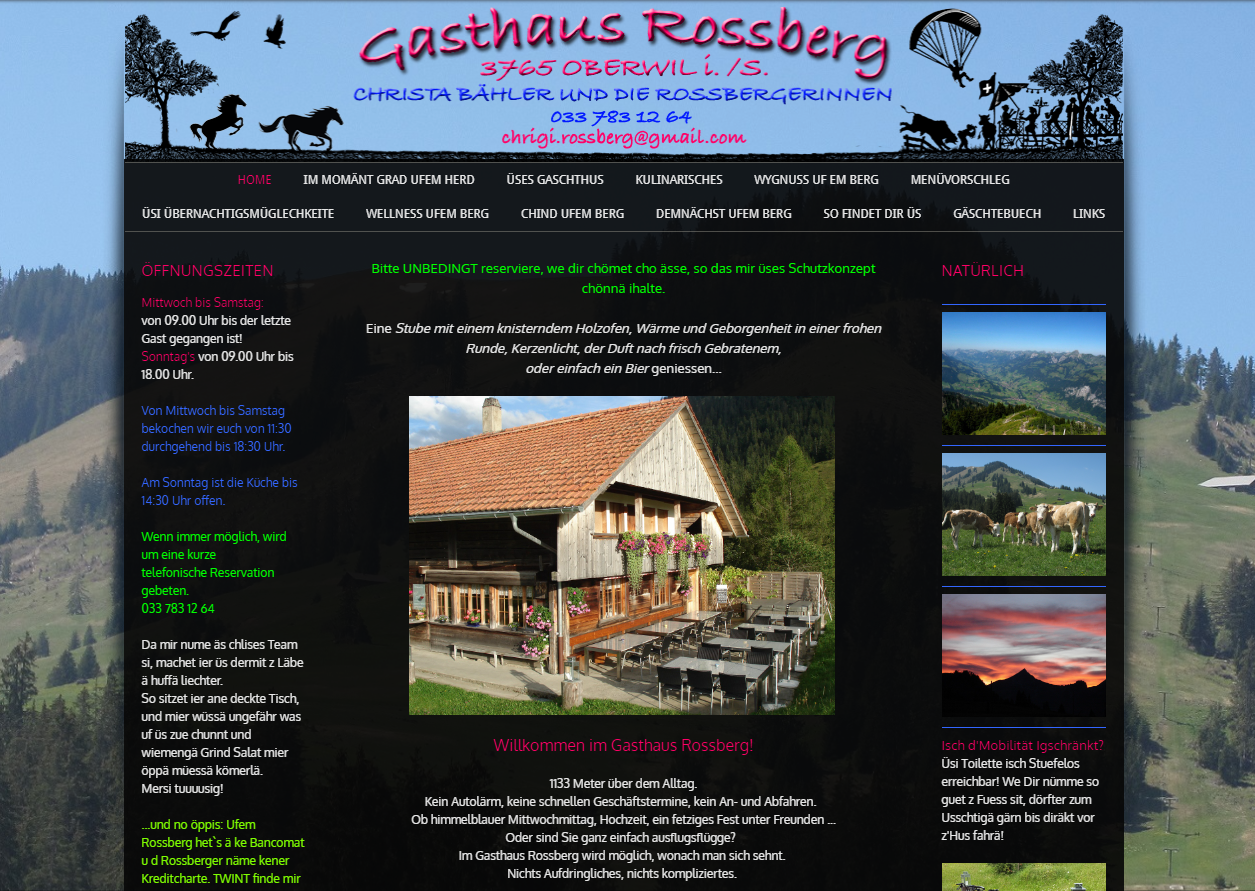 Gasthaus Rossberg
3765 OBERWIL i. /S.
CHRISTA BÄHLER UND DIE ROSSBERGERINNEN
033 783 12 64
chrigi.rossberg@gmail.com
HOME IM MOMÄNT GRAD UFEM HERD ÜSES GASCHTHUS KULINARISCHES WYGNUSS UF EM BERG MENÜVORSCHLEG
ÜSI ÜBERNACHTIGSMÜGLECHKEITE WELLNESS UFEM BERG CHIND UFEM BERG DEMNÄCHST UFEM BERG SO FINDET DIR ÜS GÄSCHTEBUECH LINKS
ÖFFNUNGSZEITEN
Mittwoch bis Samstag:
von 09.00 Uhr bis der letzte
Gast gegangen ist!
Sonntag's von 09.00 Uhr bis
18.00 Uhr.
Von Mittwoch bis Samstag
bekochen wir euch von 11:30
durchgehend bis 18:30 Uhr.
Am Sonntag ist die Küche bis
14:30 Uhr offen.
Wenn immer möglich, wird
um eine kurze
telefonische Reservation
gebeten.
033 783 12 64
Da mir nume äs chlises Team
si, machet ier üs dermit z Läbe
ä huffä liechter.
So sitzet ier ane deckte Tisch,
und mier wüssä ungefähr was
uf üs zue chunnt und
wiemengä Grind Salat mier
öppä müessä kömerlä.
Mersi tuuuusig!
...und no öppis: Ufem
Rossberg het`s ä ke Bancomat
u d Rossberger näme kener
Kreditcharte. TWINT finde mir
Bitte UNBEDINGT reserviere, we dir chömet cho ässe, so das mir üses Schutzkonzept
chönnä ihalte.
Eine Stube mit einem knisterndem Holzofen, Wärme und Geborgenheit in einer frohen
Runde, Kerzenlicht, der Duft nach frisch Gebratenem,
oder einfach ein Bier geniessen...
Willkommen im Gasthaus Rossberg!
1133 Meter über dem Alltag.
Kein Autolärm, keine schnellen Geschäftstermine, kein An- und Abfahren.
Ob himmelblauer Mittwochmittag, Hochzeit, ein fetziges Fest unter Freunden ...
Oder sind Sie ganz einfach ausflugsflügge?
Im Gasthaus Rossberg wird möglich, wonach man sich sehnt.
Nichts Aufdringliches, nichts kompliziertes.
NATÜRLICH
Isch d'Mobilität Igschränkt?
Üsi Toilette isch Stuefelos
erreichbar! We Dir nümme so
guet z Fuess sit, dörfter zum
Usschtigä gärn bis diräkt vor
z'Hus fahrä!